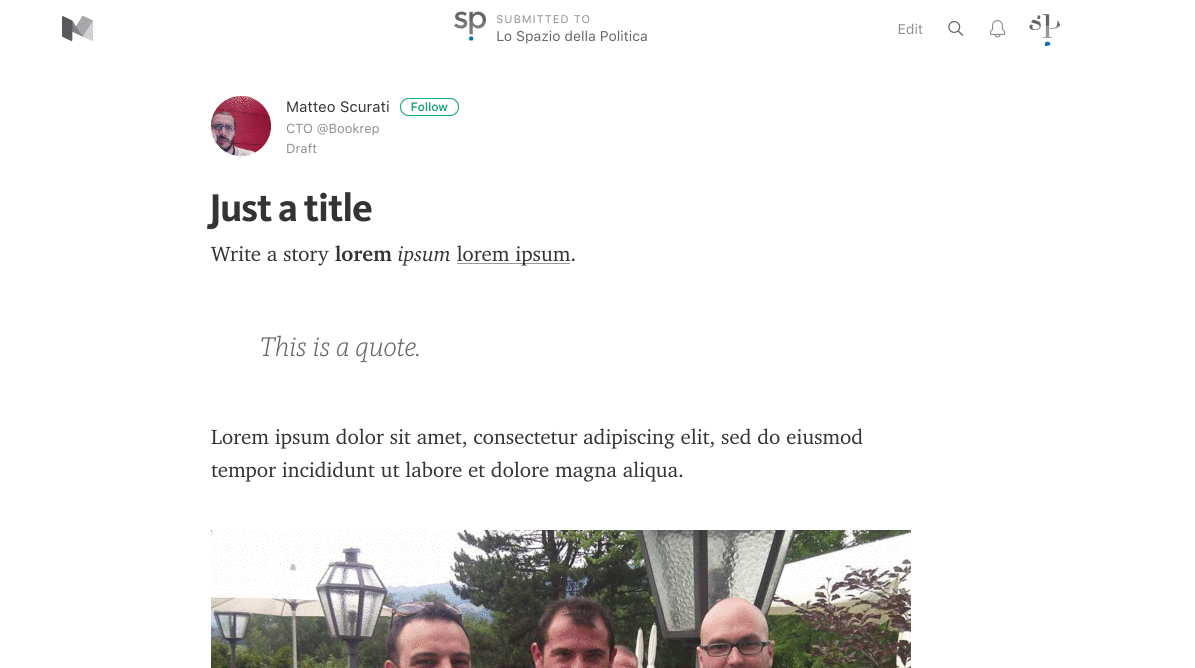 sp SUBMITTED TO
Lo Spazio della Politica
Edit
sp
Matteo Scurati Follow
CTO @Bookrep
Draft
Just a title
Write a story lorem ipsum lorem ipsum.
This is a quote.
Lorem ipsum dolor sit amet, consectetur adipiscing elit, sed do eiusmod
tempor incididunt ut labore et dolore magna aliqua.